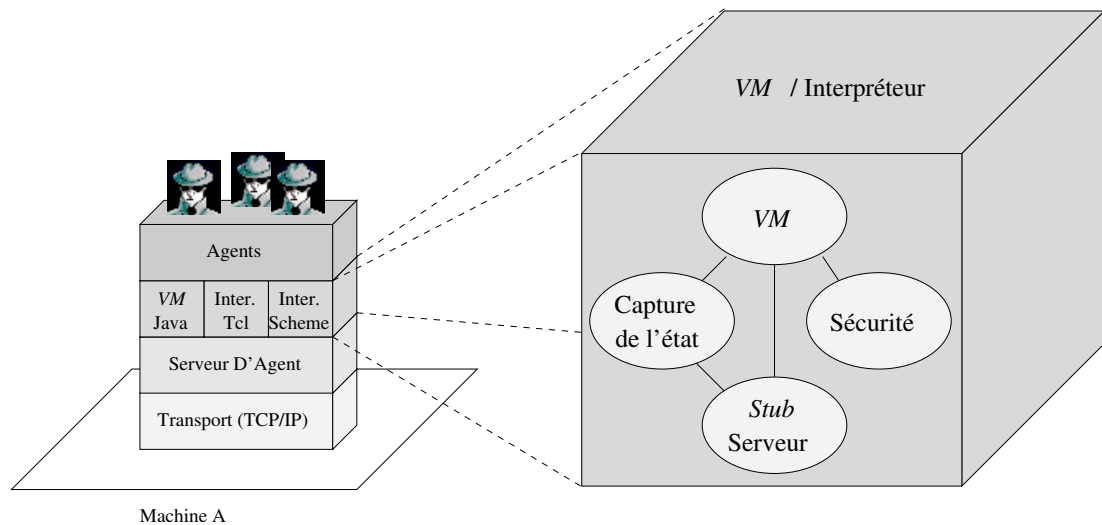 VM / Interpréteur
VM
Capture
de l’état
Sécurité
Stub
Serveur
Agents
VM
Java
Inter.
Tcl
Inter.
Scheme
Serveur D’Agent
Transport (TCP/IP)
Machine A